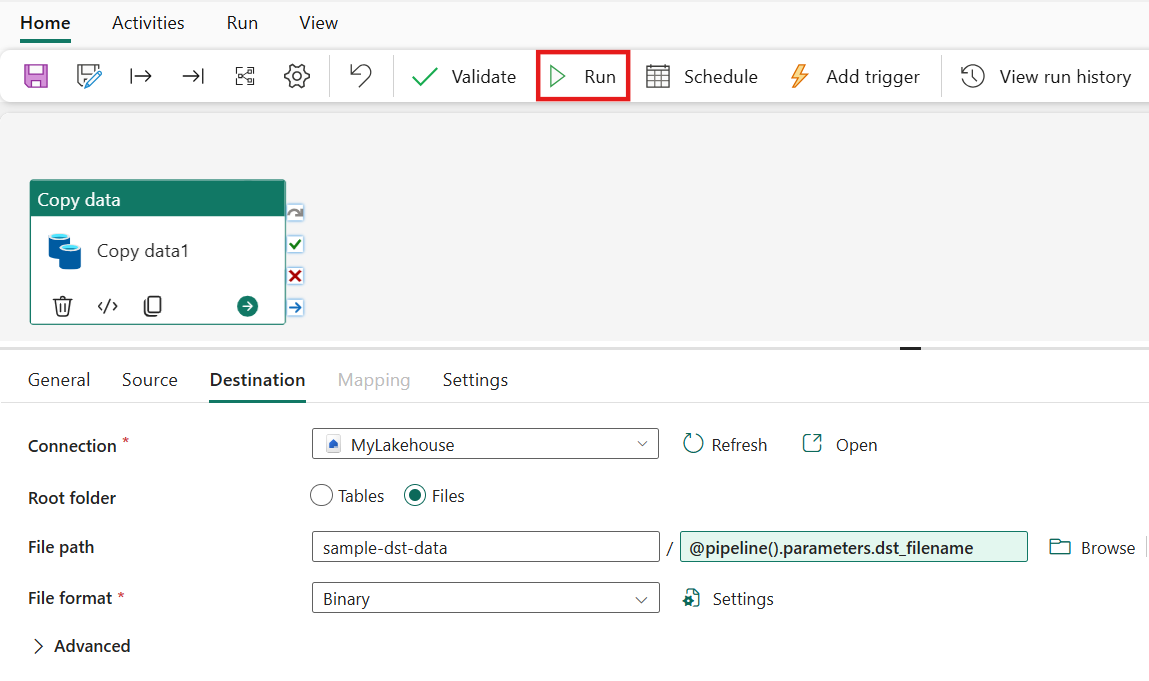 Home Activities Run View
Validate Run Schedule Add trigger View run history
Copy data
Copy data1
General Source Destination Mapping Settings
Connection * MyLakehouse Refresh Open
Root folder Tables Files
File path sample-dst-data / @pipeline().parameters.dst_filename Browse
File format * Binary Settings
Advanced